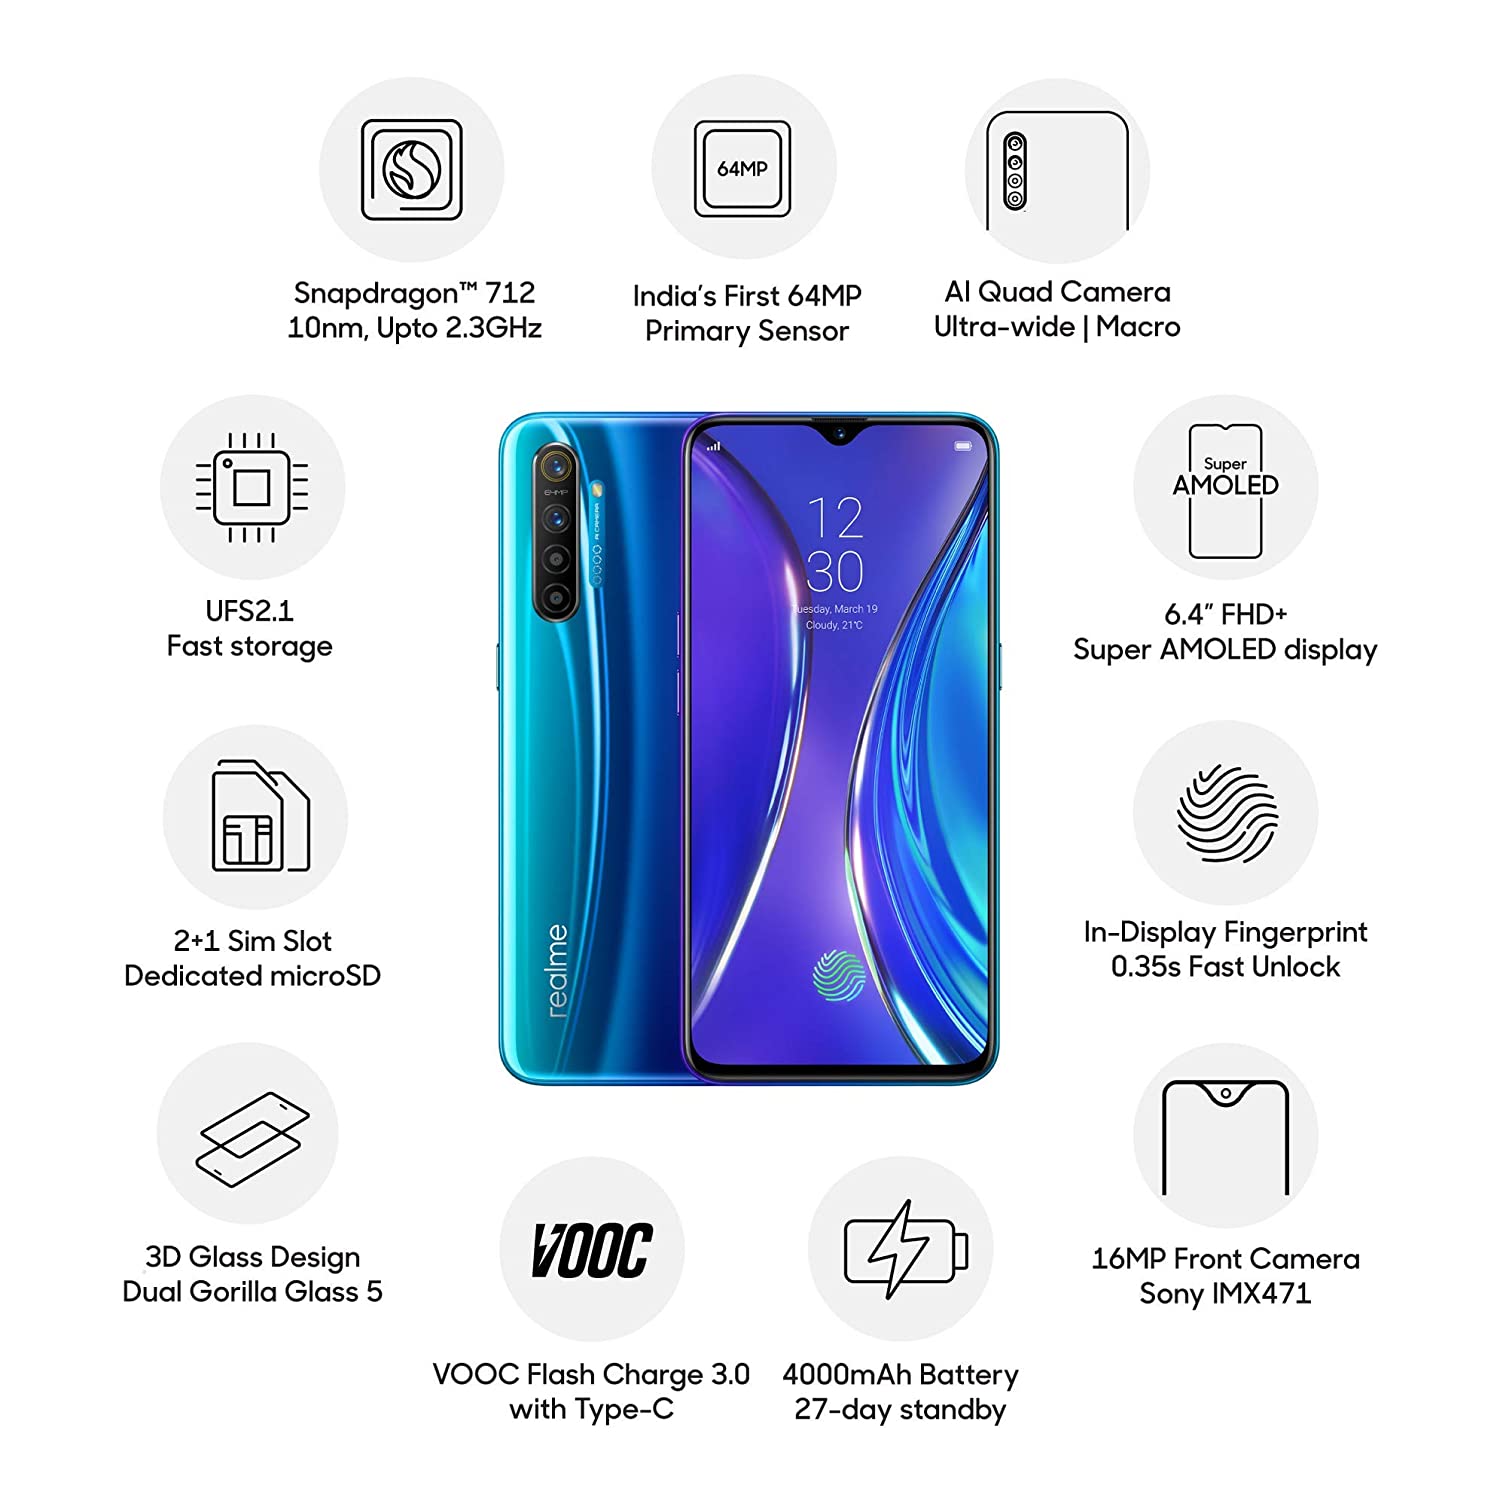 64MP
Snapdragon™ 712
10nm, Upto 2.3GHz
India's First 64MP
Primary Sensor
AI Quad Camera
Ultra-wide | Macro
UFS2.1
Fast storage
Super
AMOLED
6.4” FHD+
Super AMOLED display
64MP
AI CAMERA
12
30
Tuesday, March 19
Cloudy, 21℃
realme
2+1 Sim Slot
Dedicated microSD
In-Display Fingerprint
0.35s Fast Unlock
3D Glass Design
Dual Gorilla Glass 5
VOOC
VOOC Flash Charge 3.0
with Type-C
4000mAh Battery
27-day standby
16MP Front Camera
Sony IMX471